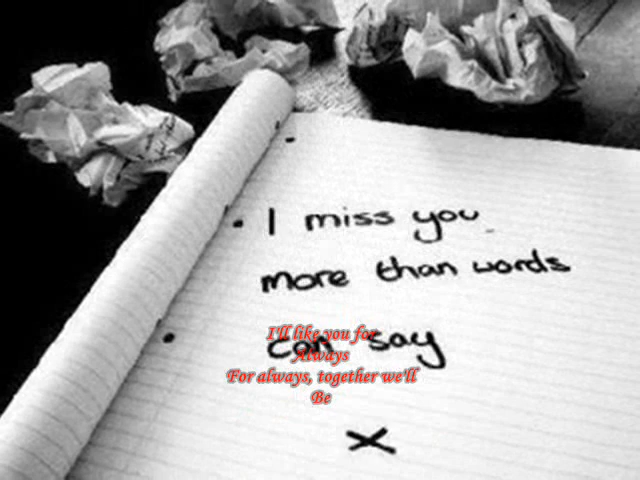 I miss you
more than words
can say
I'll like you for
Always
For always, together we'll
Be
x